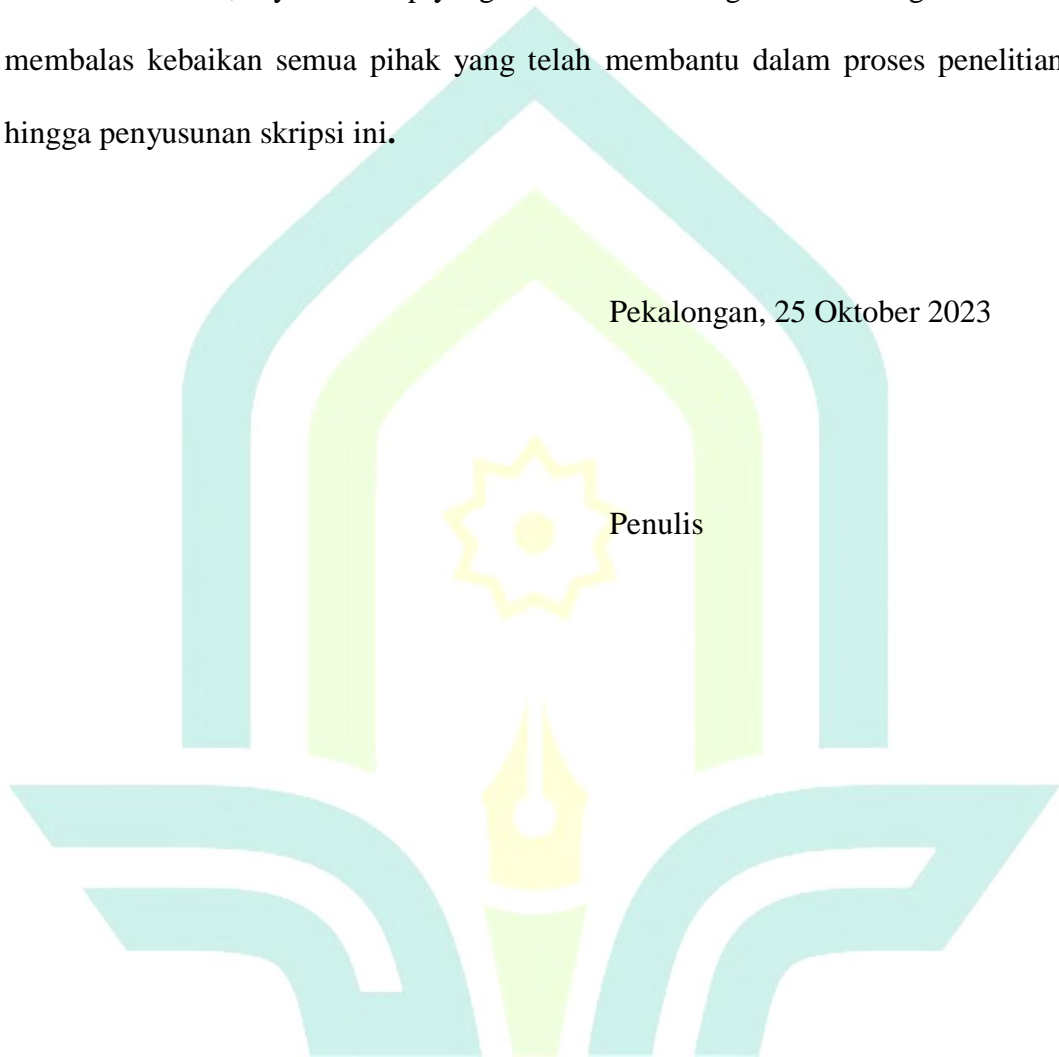 membalas kebaikan semua pihak yang telah membantu dalam proses penelitian
hingga penyusunan skripsi ini.
Pekalongan, 25 Oktober 2023
Penulis